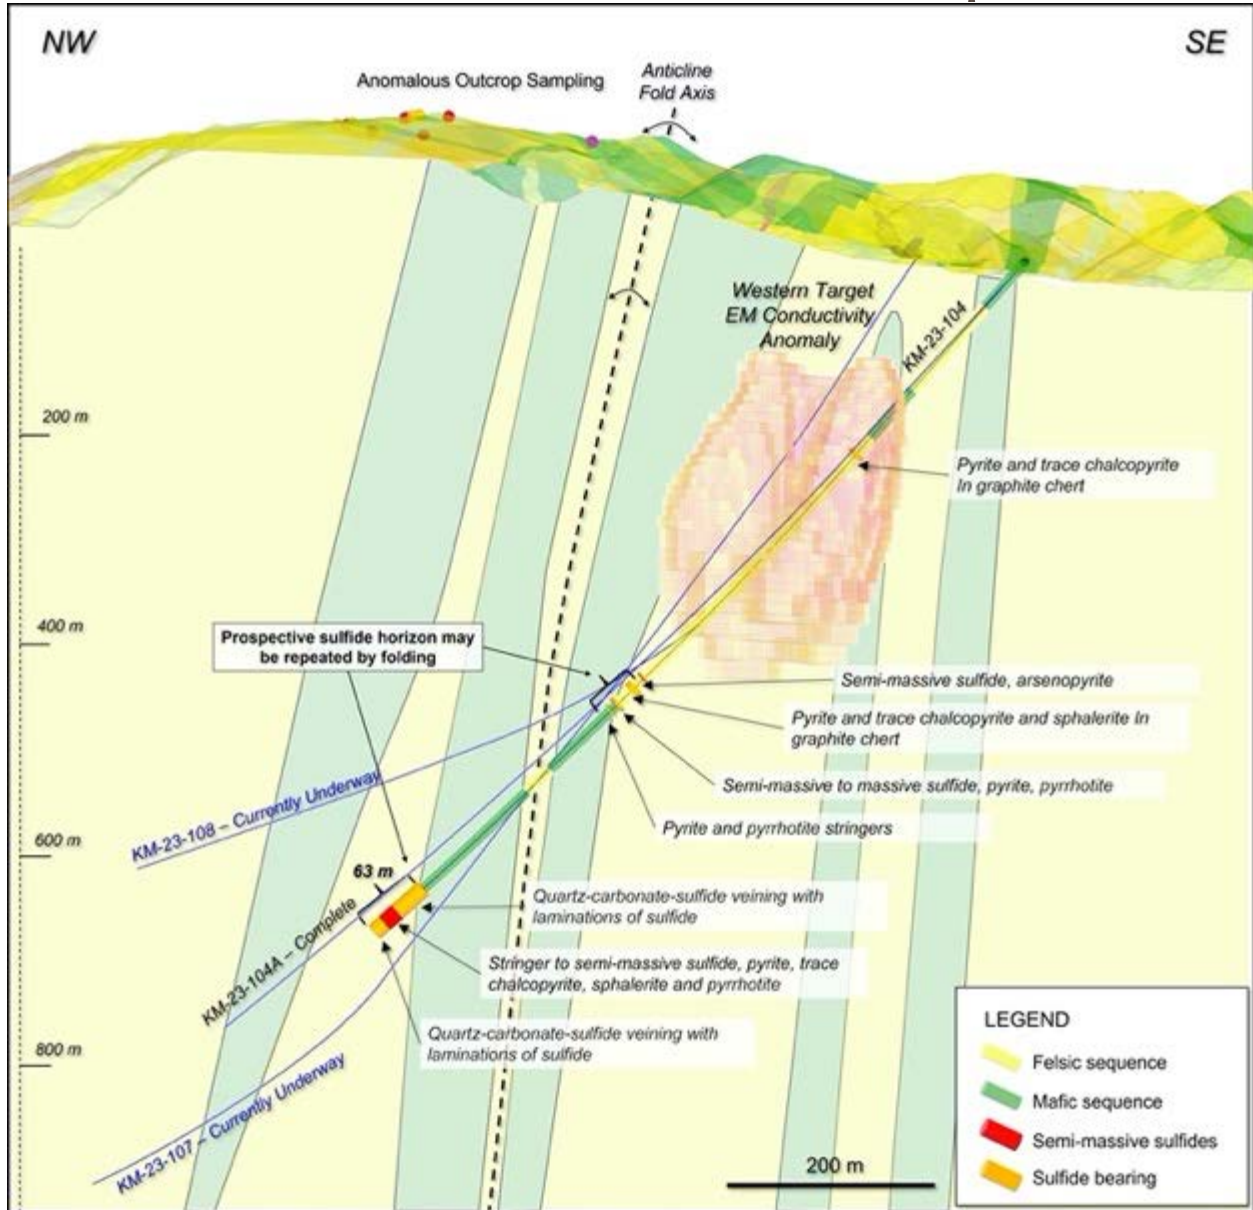 NW
SE
Anomalous Outcrop Sampling
Anticline
Fold Axis
Western Target
EM Conductivity
Anomaly
KM-23-104
200 m
Pyrite and trace chalcopyrite
In graphite chert
400 m
Prospective sulfide horizon may
be repeated by folding
Semi-massive sulfide, arsenopyrite
Pyrite and trace chalcopyrite and sphalerite In
graphite chert
Semi-massive to massive sulfide, pyrite, pyrrhotite
Pyrite and pyrrhotite stringers
KM-23-108 – Currently Underway
600 m
63 m
Quartz-carbonate-sulfide veining with
laminations of sulfide
KM-23-104A – Complete
Stringer to semi-massive sulfide, pyrite, trace
chalcopyrite, sphalerite and pyrrhotite
Quartz-carbonate-sulfide veining with
laminations of sulfide
800 m
KM-23-107 – Currently Underway
200 m
LEGEND
Felsic sequence
Mafic sequence
Semi-massive sulfides
Sulfide bearing